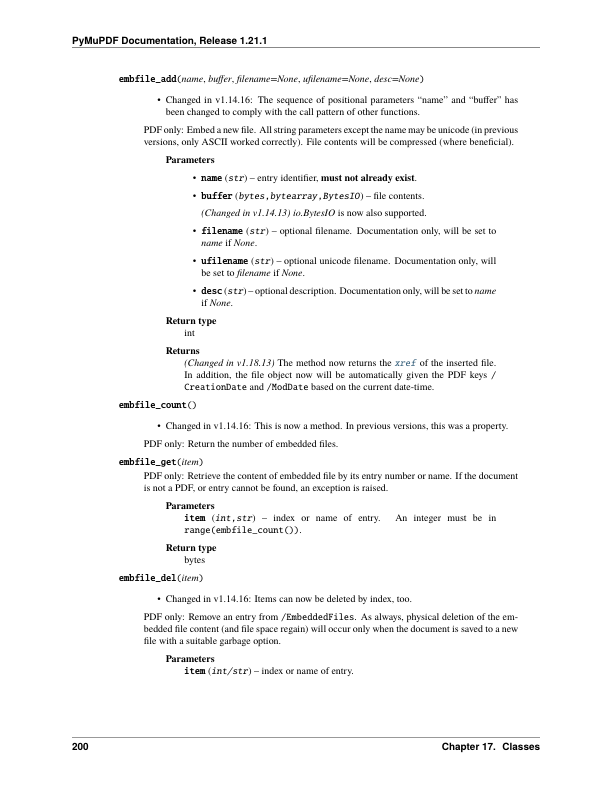 PyMuPDF Documentation, Release 1.21.1
embfile_add(name, buffer, filename=None, ufilename=None, desc=None)
• Changed in v1.14.16: The sequence of positional parameters “name” and “buffer” has
been changed to comply with the call pattern of other functions.
PDF only: Embed a new file. All string parameters except the name may be unicode (in previous
versions, only ASCII worked correctly). File contents will be compressed (where beneficial).
Parameters
• name (str) – entry identifier, must not already exist.
• buffer (bytes,bytearray,BytesIO) – file contents.
(Changed in v1.14.13) io.BytesIO is now also supported.
• filename (str) – optional filename. Documentation only, will be set to
name if None.
• ufilename (str) – optional unicode filename. Documentation only, will
be set to filename if None.
• desc (str) – optional description. Documentation only, will be set to name
if None.
Return type
int
Returns
(Changed in v1.18.13) The method now returns the xref of the inserted file.
In addition, the file object now will be automatically given the PDF keys /
CreationDate and /ModDate based on the current date-time.
embfile_count()
• Changed in v1.14.16: This is now a method. In previous versions, this was a property.
PDF only: Return the number of embedded files.
embfile_get(item)
PDF only: Retrieve the content of embedded file by its entry number or name. If the document
is not a PDF, or entry cannot be found, an exception is raised.
Parameters
item (int,str) – index or name of entry. An integer must be in
range(embfile_count()).
Return type
bytes
embfile_del(item)
• Changed in v1.14.16: Items can now be deleted by index, too.
PDF only: Remove an entry from /EmbeddedFiles. As always, physical deletion of the em-
bedded file content (and file space regain) will occur only when the document is saved to a new
file with a suitable garbage option.
Parameters
item (int/str) – index or name of entry.
200 Chapter 17. Classes